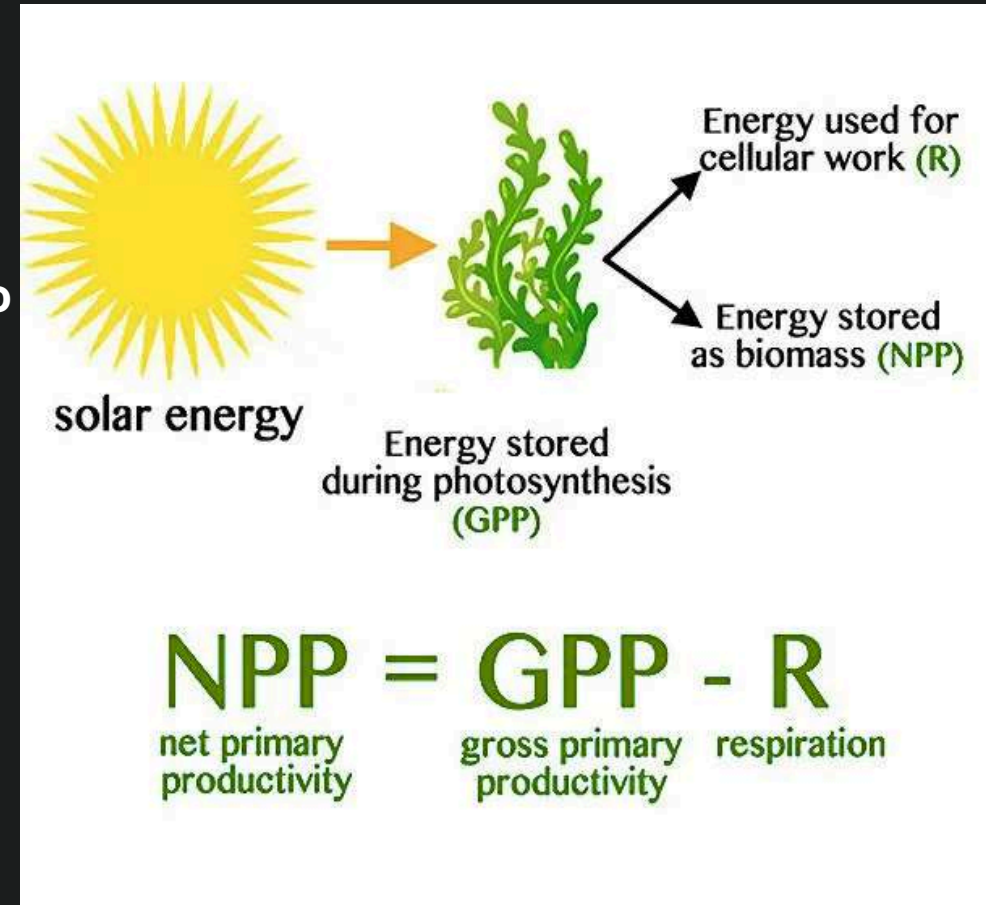 Energy used for
cellular work (R)
Energy stored
as biomass (NPP)
solar energy
Energy stored
during photosynthesis
(GPP)
NPP = GPP - R
net primary
productivity
gross primary
productivity
respiration